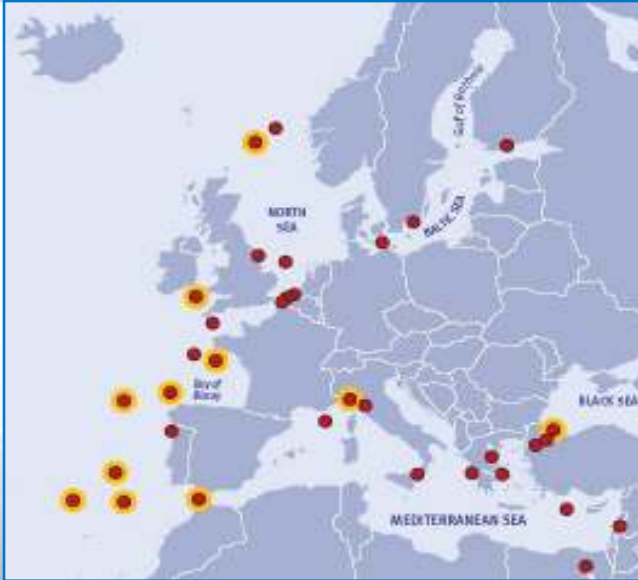 Gulf of Bothnia
NORTH
SEA
BALTIC SEA
Bay of
Biscay
BLACK SEA
MEDITERRANEAN SEA